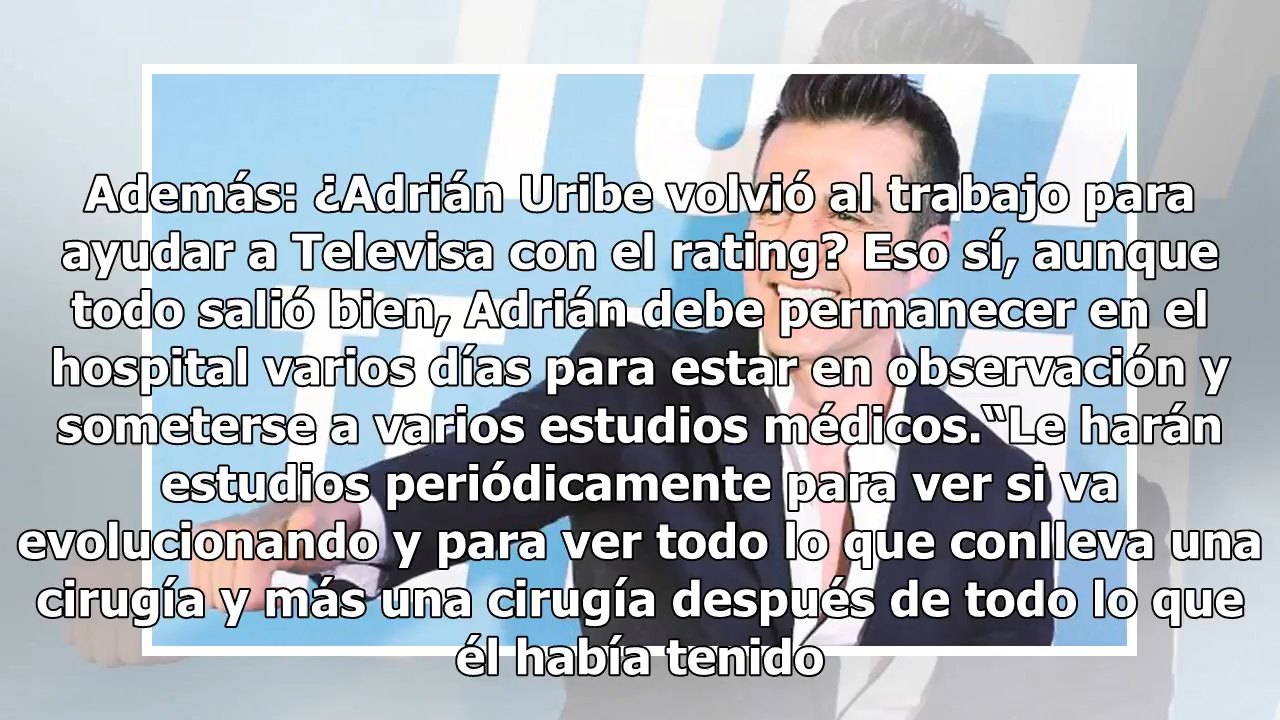 Además: ¿Adrián Uribe volvió al trabajo para
ayudar a Televisa con el rating? Eso sí, aunque
todo salió bien, Adrián debe permanecer en el
hospital varios días para estar en observación y
someterse a varios estudios médicos.“Le harán
estudios periódicamente para ver si va
evolucionando y para ver todo lo que conlleva una
cirugía y más una cirugía después de todo lo que
él había tenido